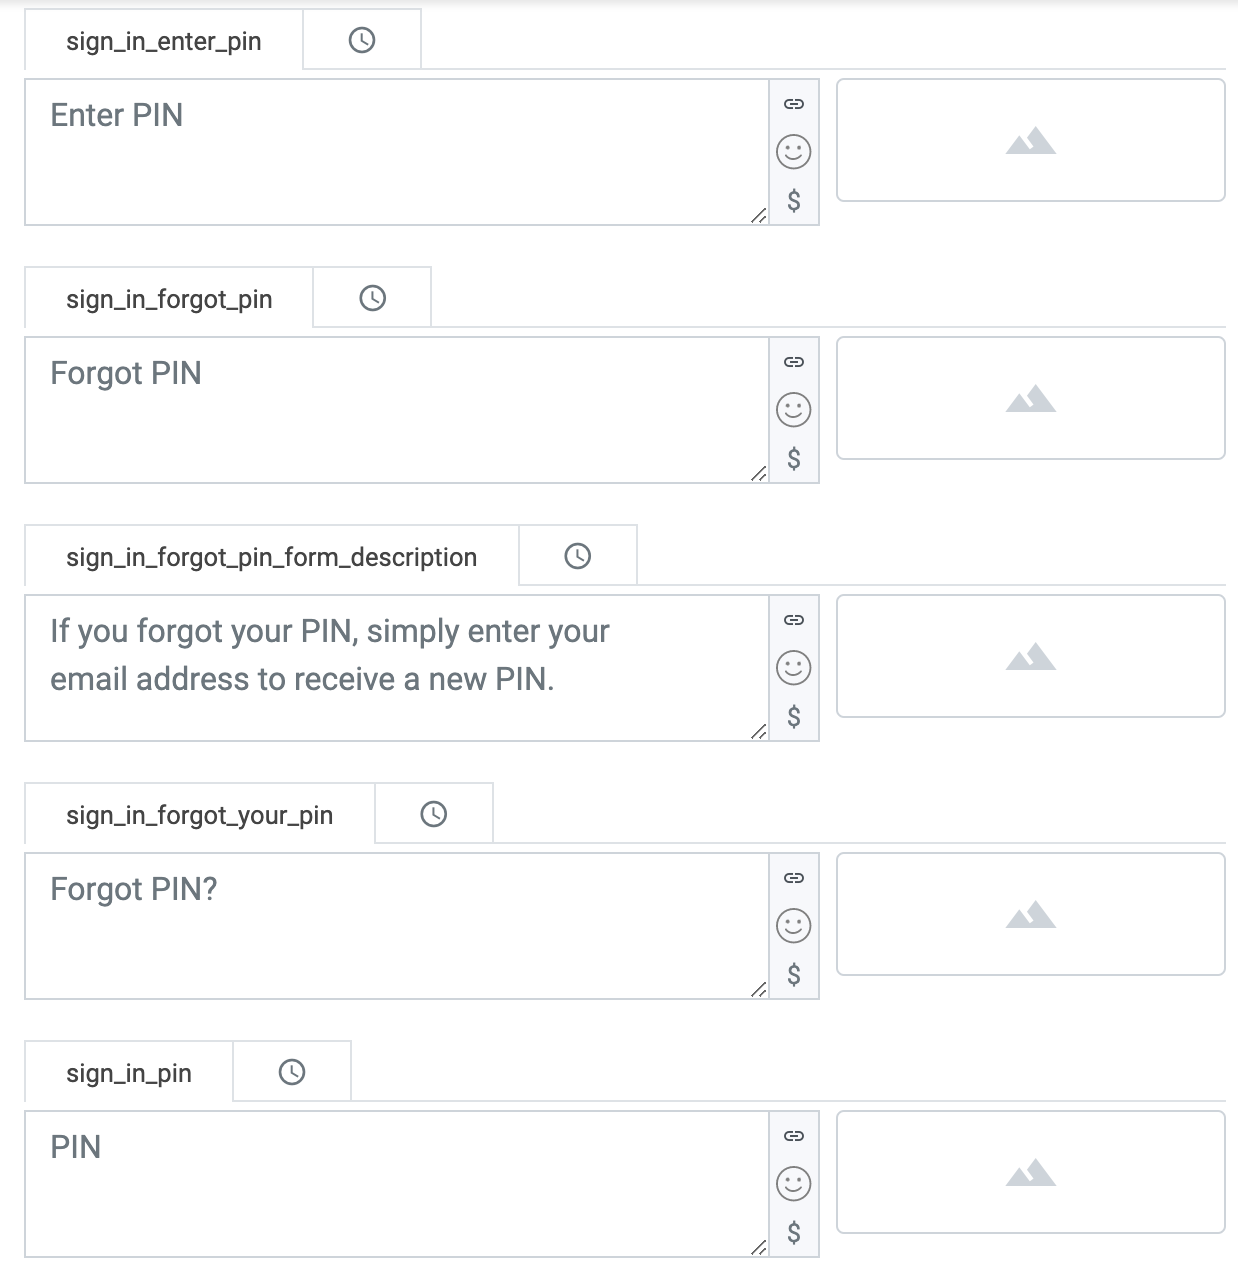 sign_in_enter_pin
Enter PIN
$
sign_in_forgot_pin
Forgot PIN
$
sign_in_forgot_pin_form_description
If you forgot your PIN, simply enter your
email address to receive a new PIN.
$
sign_in_forgot_your_pin
Forgot PIN?
$
sign_in_pin
PIN
$